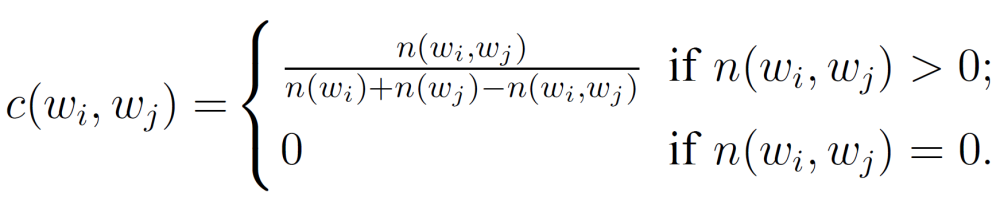 c(w_i, w_j) = { n(w_i,w_j) / n(w_i)+n(w_j)−n(w_i,w_j) if n(w_i, w_j) > 0;
0 if n(w_i, w_j) = 0.